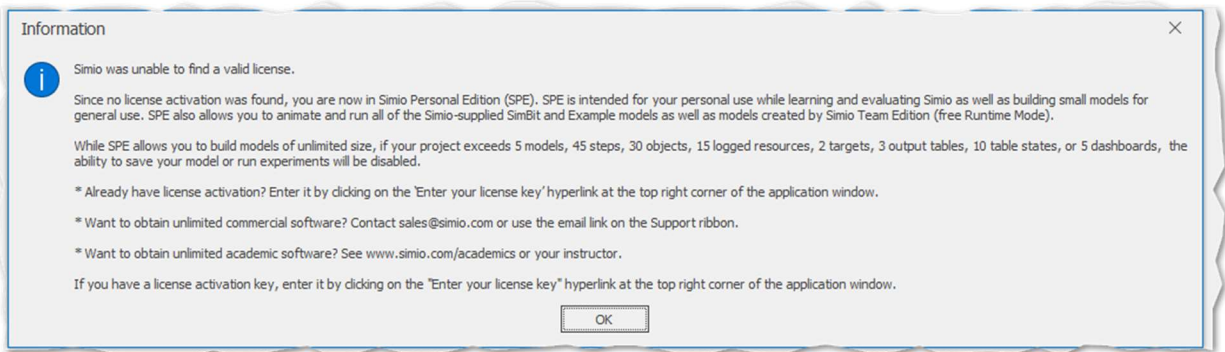 Information
Simio was unable to find a valid license.
Since no license activation was found, you are now in Simio Personal Edition (SPE). SPE is intended for your personal use while learning and evaluating Simio as well as building small models for
general use. SPE also allows you to animate and run all of the Simio-supplied SimBit and Example models as well as models created by Simio Team Edition (free Runtime Mode).
While SPE allows you to build models of unlimited size, if your project exceeds 5 models, 45 steps, 30 objects, 15 logged resources, 2 targets, 3 output tables, 10 table states, or 5 dashboards, the
ability to save your model or run experiments will be disabled.
* Already have license activation? Enter it by clicking on the 'Enter your license key' hyperlink at the top right corner of the application window.
* Want to obtain unlimited commercial software? Contact sales@simio.com or use the email link on the Support ribbon.
* Want to obtain unlimited academic software? See www.simio.com/academics or your instructor.
If you have a license activation key, enter it by clicking on the "Enter your license key" hyperlink at the top right corner of the application window.
OK